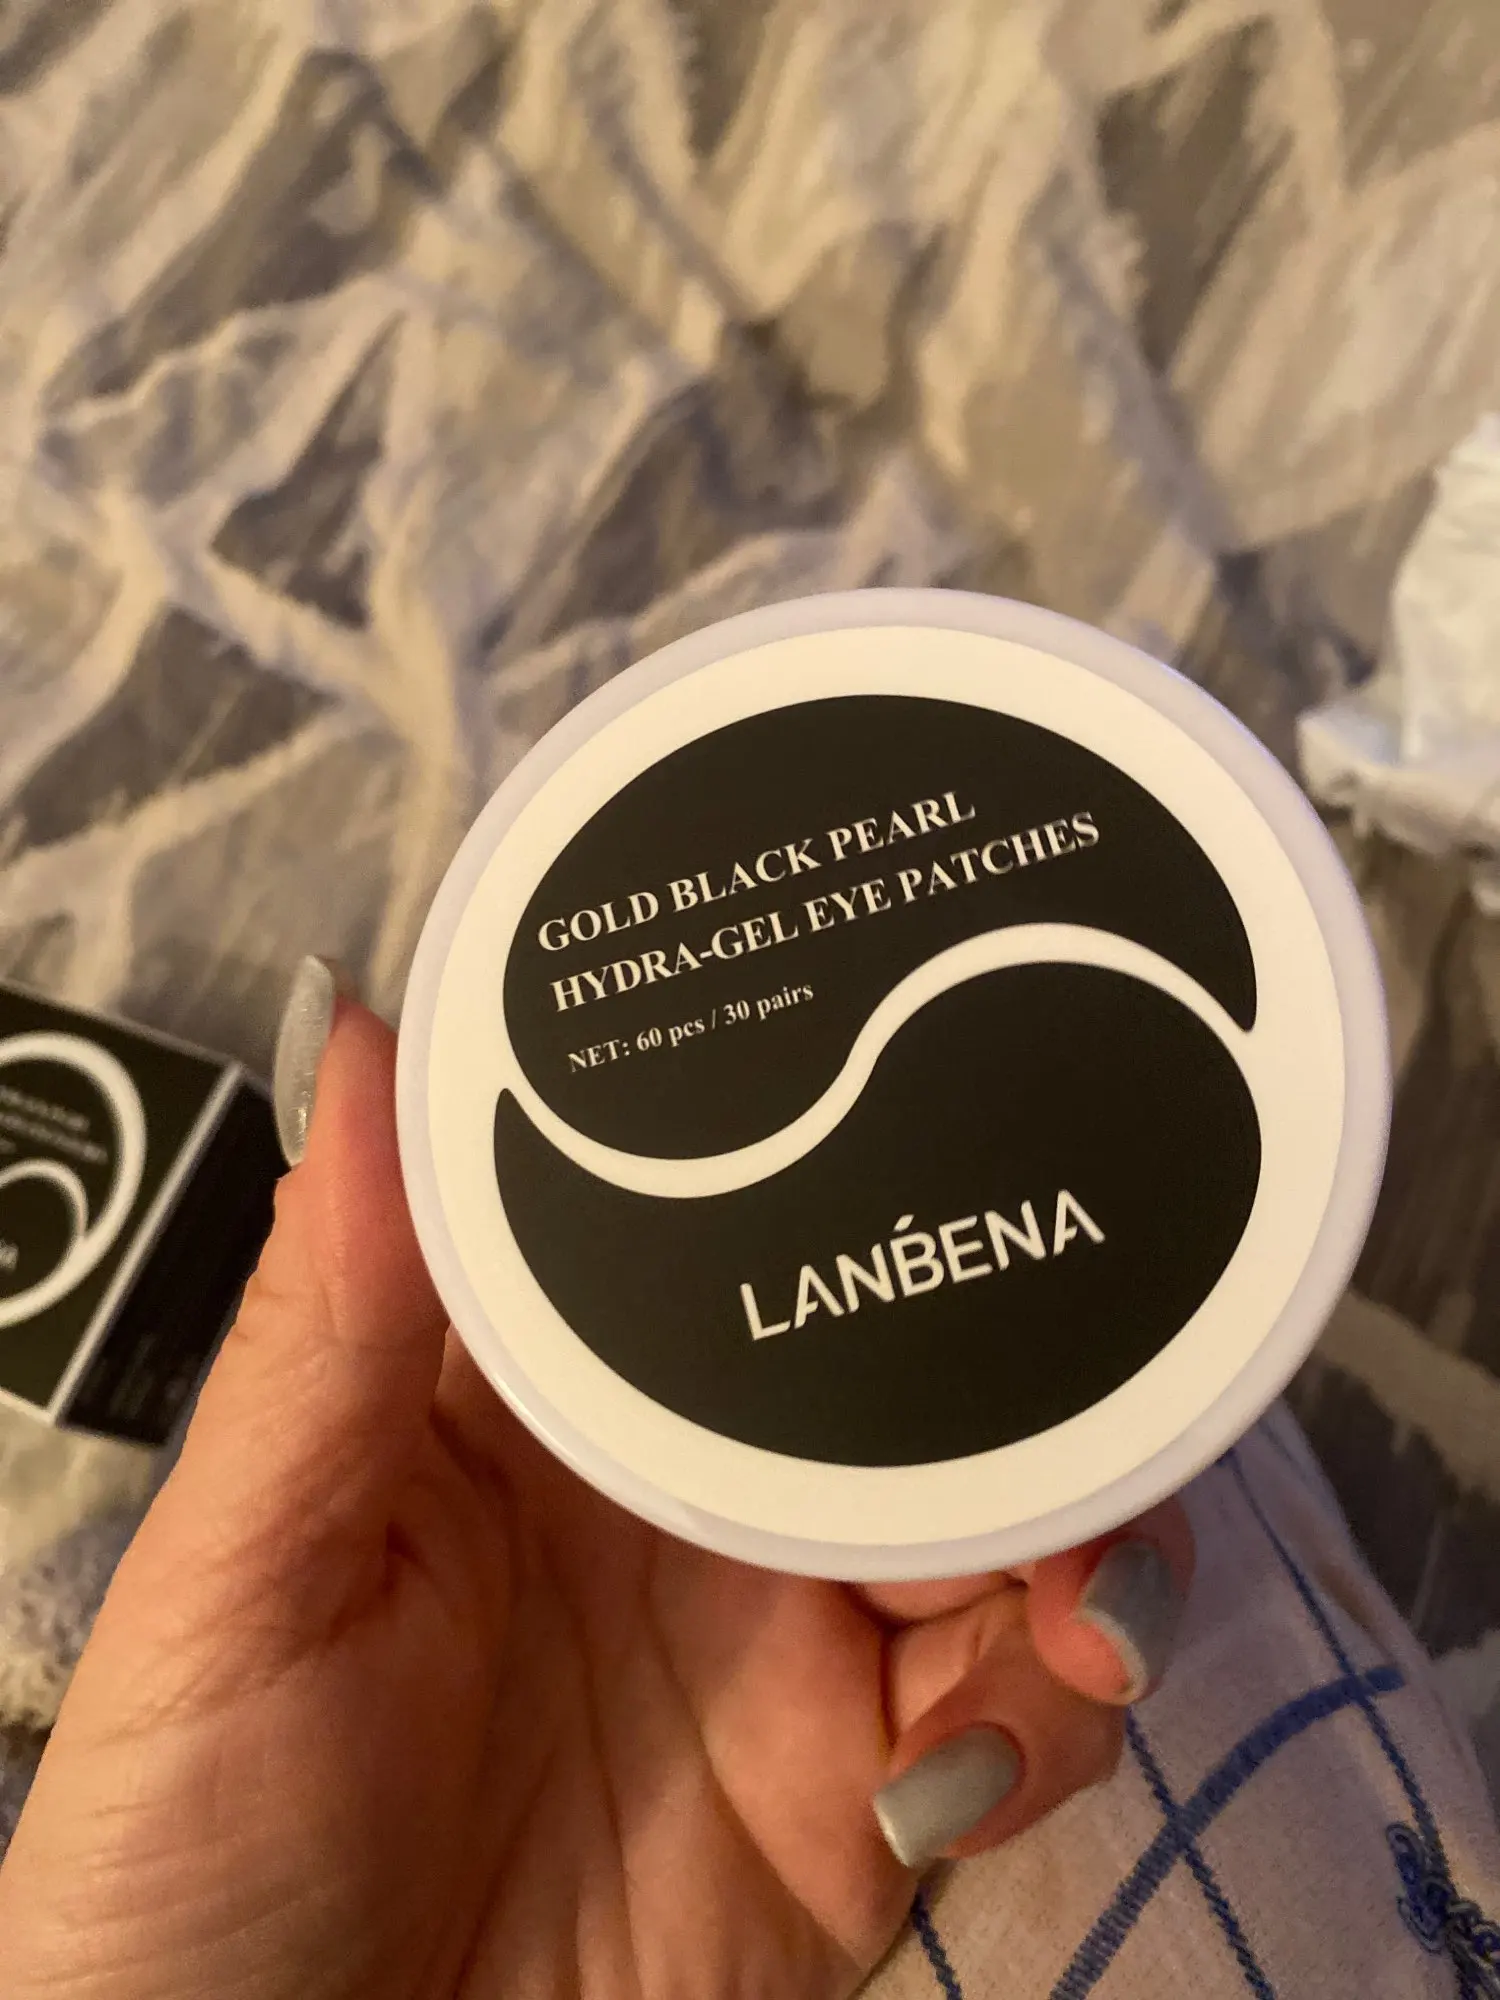 GOLD BLACK PEARL
HYDRA-GEL EYE PATCHES
NET: 60 pcs / 30 pairs
LANBENA